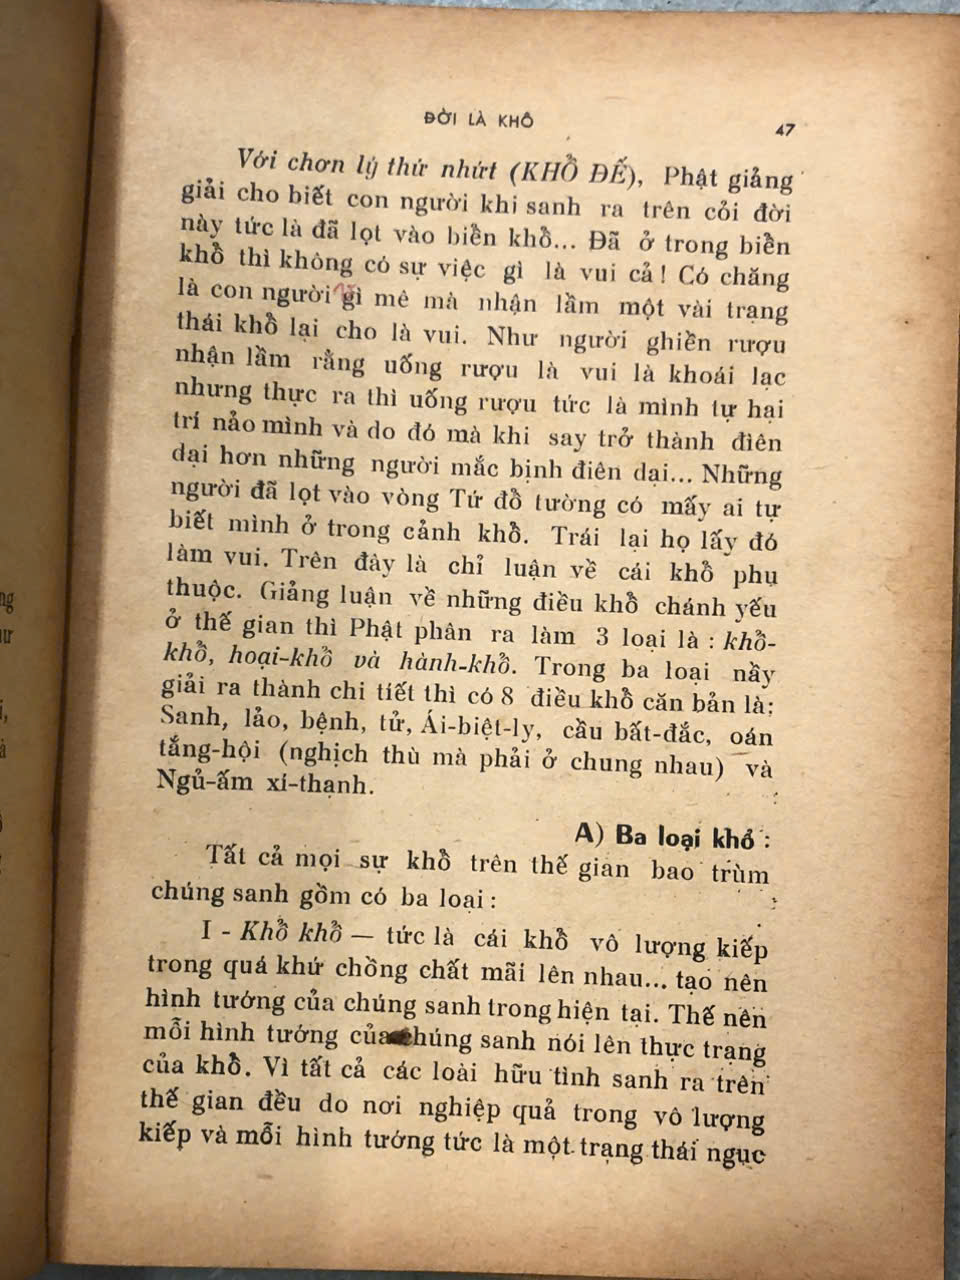 ĐỜI LÀ KHỔ
47
Với chơn lý thứ nhứt (KHỔ ĐẾ), Phật giảng
giải cho biết con người khi sanh ra trên cỏi đời
này tức là đã lọt vào biển khổ... Đã ở trong biển
khổ thì không có sự việc gì là vui cả ! Có chăng
là con người gì mê mà nhận lầm một vài trạng
thái khổ lại cho là vui. Như người ghiền rượu
nhận lầm rằng uống rượu là vui là khoái lạc
nhưng thực ra thì uống rượu tức là mình tự hại
trí nảo mình và do đó mà khi say trở thành điên
dại hơn những người mắc bịnh điên dại... Những
người đã lọt vào vòng Tứ đổ tường có mấy ai tự
biết mình ở trong cảnh khổ. Trái lại họ lấy đó
làm vui. Trên đây là chỉ luận về cái khổ phụ
thuộc. Giảng luận về những điều khổ chánh yếu
ở thế gian thì Phật phân ra làm 3 loại là : khổ-
khổ, hoại-khổ và hành-khổ. Trong ba loại nầy
giải ra thành chi tiết thì có 8 điều khổ căn bản là:
Sanh, lảo, bệnh, tử, Ái-biệt-ly, cầu bất-đắc, oán
tắng-hội (nghịch thù mà phải ở chung nhau) và
Ngủ-ấm xí-thạnh.
A) Ba loại khổ :
Tất cả mọi sự khổ trên thế gian bao trùm
chúng sanh gồm có ba loại :
I - Khổ khổ — tức là cái khổ vô lượng kiếp
trong quá khứ chồng chất mãi lên nhau... tạo nên
hình tướng của chúng sanh trong hiện tại. Thế nên
mỗi hình tướng của chúng sanh nói lên thực trạng
của khổ. Vì tất cả các loài hữu tình sanh ra trên
thế gian đều do nơi nghiệp quả trong vô lượng
kiếp và mỗi hình tướng tức là một trạng thái ngục